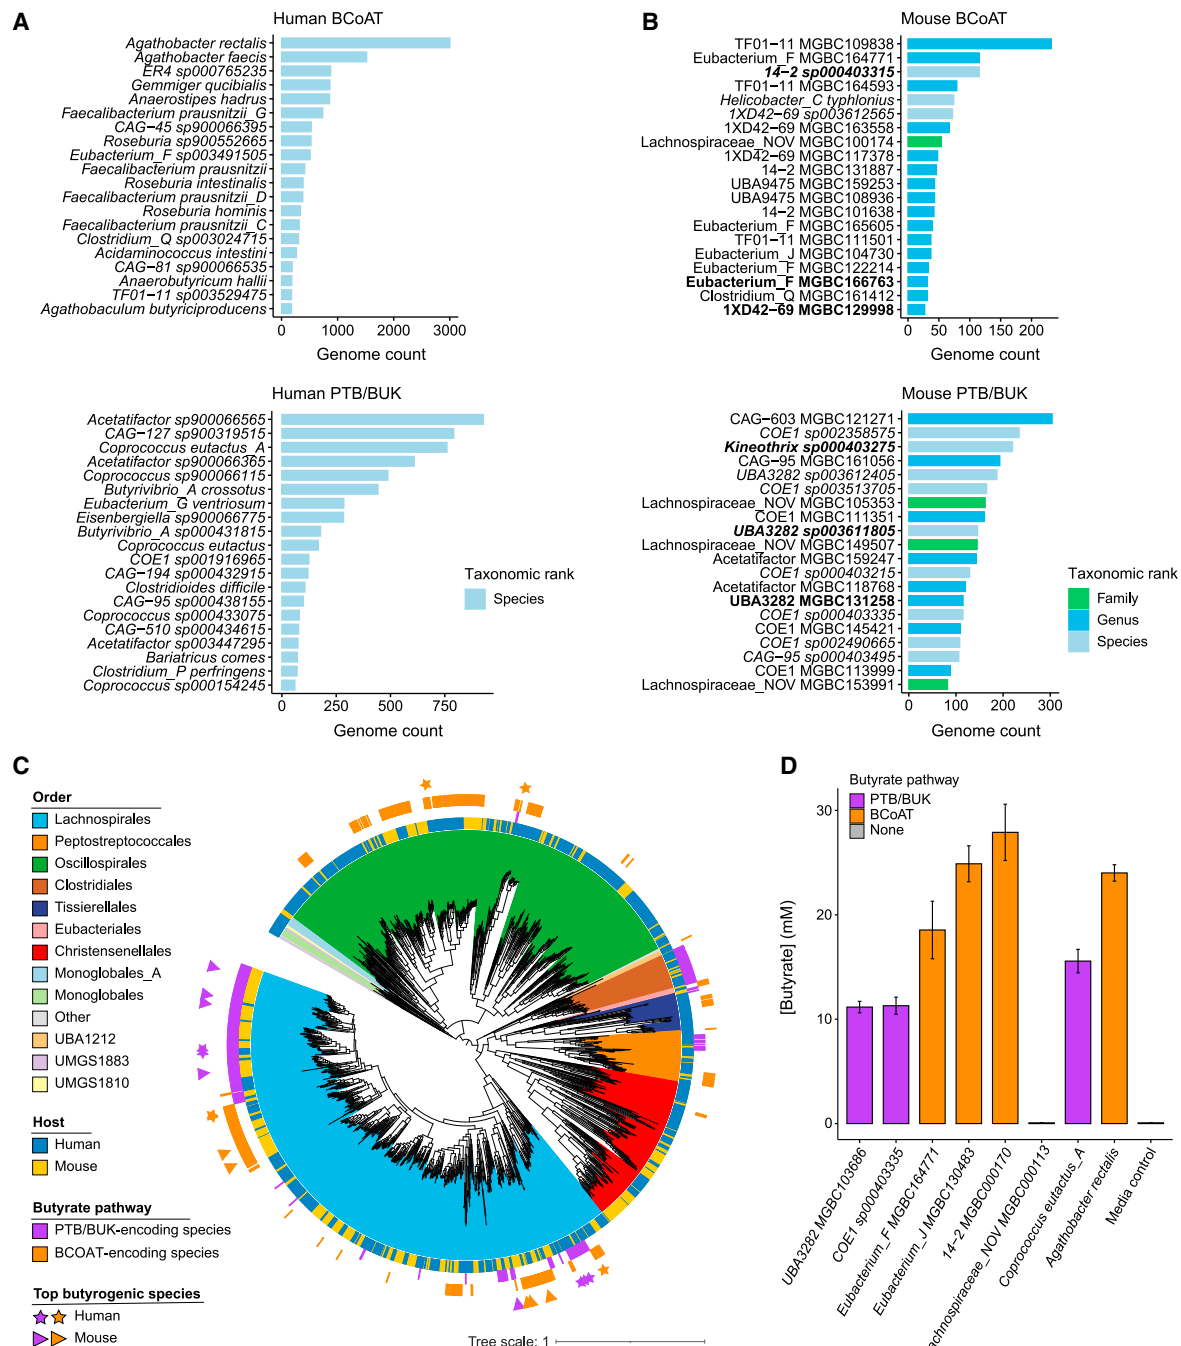 A
Human BCoAT
Agathobacter rectalis
Agathobacter faecis
ER4 sp000765235
Gemmiger qucibialis
Anaerostipes hadrus
Faecalibacterium prausnitzii_G
CAG−45 sp900066395
Roseburia sp900552665
Eubacterium_F sp003491505
Faecalibacterium prausnitzii
Roseburia intestinalis
Faecalibacterium prausnitzii_D
Roseburia hominis
Faecalibacterium prausnitzii_C
Clostridium_Q sp003024715
Acidaminococcus intestini
CAG−81 sp900066535
Anaerobutyricum hallii
TF01−11 sp003529475
Agathobaculum butyriciproducens
0 1000 2000 3000
Genome count
Human PTB/BUK
Acetatifactor sp900066565
CAG−127 sp900319515
Coprococcus eutactus_A
Acetatifactor sp900066365
Coprococcus sp900066115
Butyrivibrio_A crossotus
Eubacterium_G ventriosum
Eisenbergiella sp900066775
Butyrivibrio_A sp000431815
Coprococcus eutactus
COE1 sp001916965
CAG−194 sp000432915
Clostridioides difficile
CAG−95 sp000438155
Coprococcus sp000433075
CAG−510 sp000434615
Acetatifactor sp003447295
Bariatricus comes
Clostridium_P perfringens
Coprococcus sp000154245
0 250 500 750
Genome count
Taxonomic rank
Species
B
Mouse BCoAT
TF01−11 MGBC109838
Eubacterium_F MGBC164771
14−2 sp000403315
TF01−11 MGBC164593
Helicobacter_C typhlonius
1XD42−69 sp003612565
1XD42−69 MGBC163558
Lachnospiraceae_NOV MGBC100174
1XD42−69 MGBC117378
14−2 MGBC131887
UBA9475 MGBC159253
UBA9475 MGBC108936
14−2 MGBC101638
Eubacterium_F MGBC165605
TF01−11 MGBC111501
Eubacterium_J MGBC104730
Eubacterium_F MGBC122214
Eubacterium_F MGBC166763
Clostridium_Q MGBC161412
1XD42−69 MGBC129998
0 50 100 150 200
Genome count
Mouse PTB/BUK
CAG−603 MGBC121271
COE1 sp002358575
Kineothrix sp000403275
CAG−95 MGBC161056
UBA3282 sp003612405
COE1 sp003513705
Lachnospiraceae_NOV MGBC105353
COE1 MGBC111351
UBA3282 sp003611805
Lachnospiraceae_NOV MGBC149507
Acetatifactor MGBC159247
COE1 sp000403215
Acetatifactor MGBC118768
UBA3282 MGBC131258
COE1 sp000403335
COE1 MGBC145421
COE1 sp002490665
CAG−95 sp000403495
COE1 MGBC113999
Lachnospiraceae_NOV MGBC153991
0 100 200 300
Genome count
Taxonomic rank
Family
Genus
Species
C
Order
Lachnospirales
Peptostreptococcales
Oscillospirales
Clostridiales
Tissierellales
Eubacteriales
Christensenellales
Monoglobales_A
Monoglobales
Other
UBA1212
UMGS1883
UMGS1810
Host
Human
Mouse
Butyrate pathway
PTB/BUK-encoding species
BCOAT-encoding species
Top butyrogenic species
Human
Mouse
Tree scale: 1
D
Butyrate pathway
PTB/BUK
BCoAT
None
[Butyrate] (mM)
30
20
10
0
UBA3282 MGBC103686
COE1 sp000403335
Eubacterium_F MGBC164771
Eubacterium_J MGBC130483
14−2 MGBC000170
achnospiraceae_NOV MGBC000113
Coprococcus eutactus_A
Agathobacter rectalis
Media control